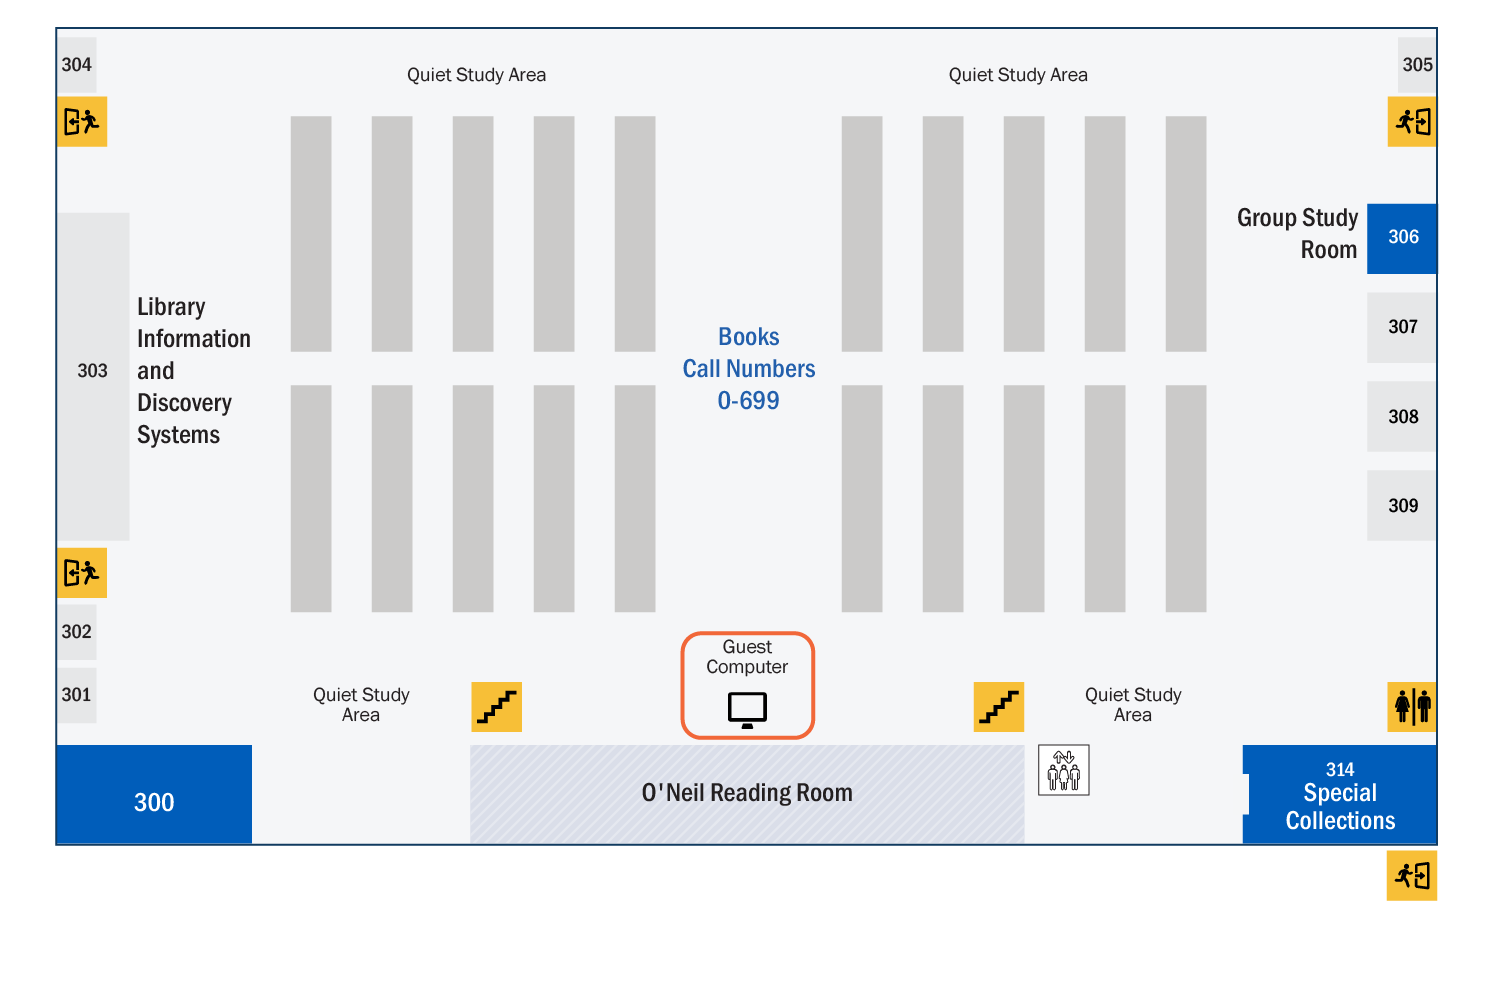 304
Quiet Study Area
Quiet Study Area
305
Group Study
Room
306
Library
Information
and
Discovery
Systems
303
Books
Call Numbers
0-699
307
308
309
302
301
Quiet Study
Area
Guest
Computer
Quiet Study
Area
300
O'Neil Reading Room
314
Special
Collections